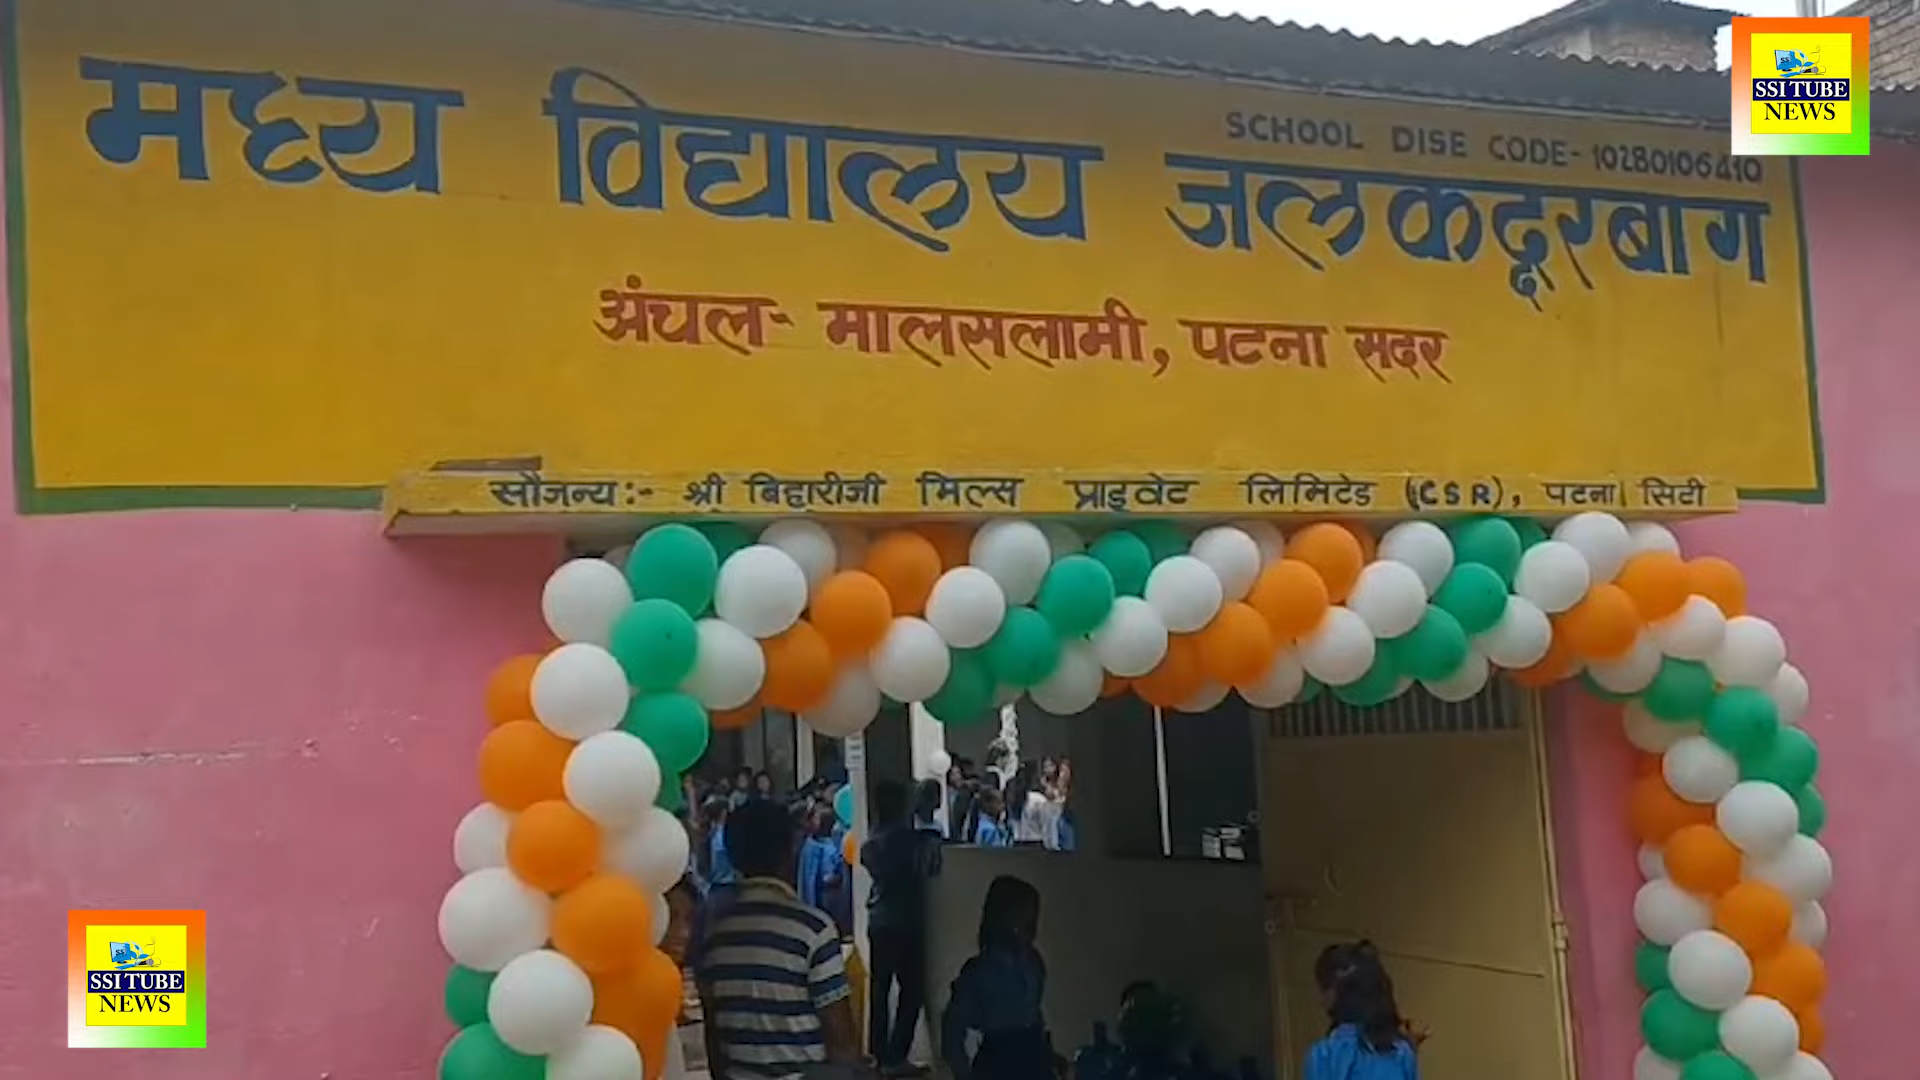 SCHOOL DISE CODE- 10280106410
मध्य विद्यालय जलकद्दूरबाग
अंचल- मालसलामी, पटना सदर
सौजन्य:- श्री बिहारीजी मिल्स प्राइवेट लिमिटेड (CSR), पटना सिटी
SSI TUBE
NEWS
SSI TUBE
NEWS